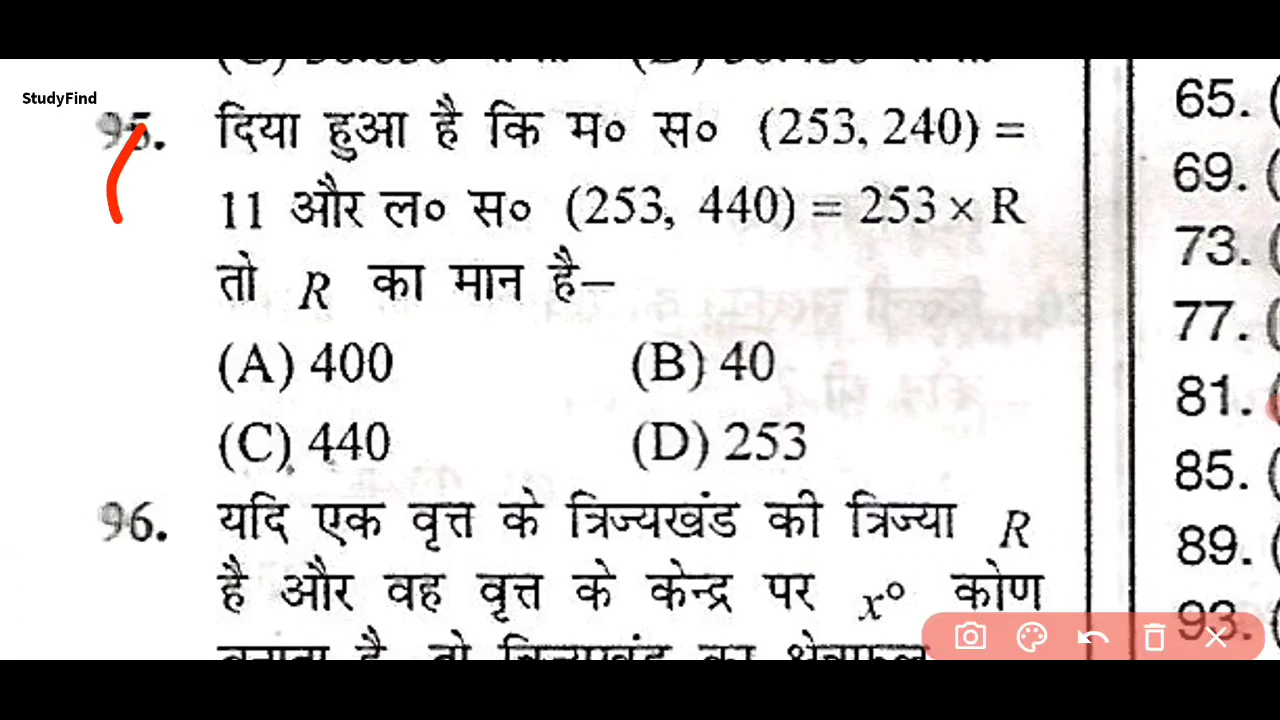 StudyFind
95. दिया हुआ है कि म० स० (253, 240) =
11 और ल० स० (253, 440) = 253 × R
तो R का मान है–
(A) 400 (B) 40
(C) 440 (D) 253
96. यदि एक वृत्त के त्रिज्यखंड की त्रिज्या R
है और वह वृत्त के केन्द्र पर x° कोण
65. (
69. (
73. (
77. (
81. (
85. (
89. (
93. (